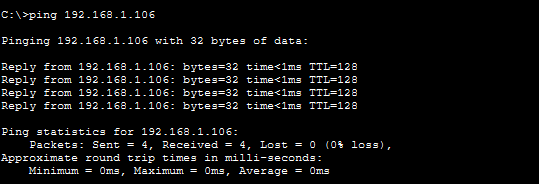 C:\>ping 192.168.1.106
Pinging 192.168.1.106 with 32 bytes of data:
Reply from 192.168.1.106: bytes=32 time<1ms TTL=128
Reply from 192.168.1.106: bytes=32 time<1ms TTL=128
Reply from 192.168.1.106: bytes=32 time<1ms TTL=128
Reply from 192.168.1.106: bytes=32 time<1ms TTL=128
Ping statistics for 192.168.1.106:
Packets: Sent = 4, Received = 4, Lost = 0 (0% loss),
Approximate round trip times in milli-seconds:
Minimum = 0ms, Maximum = 0ms, Average = 0ms